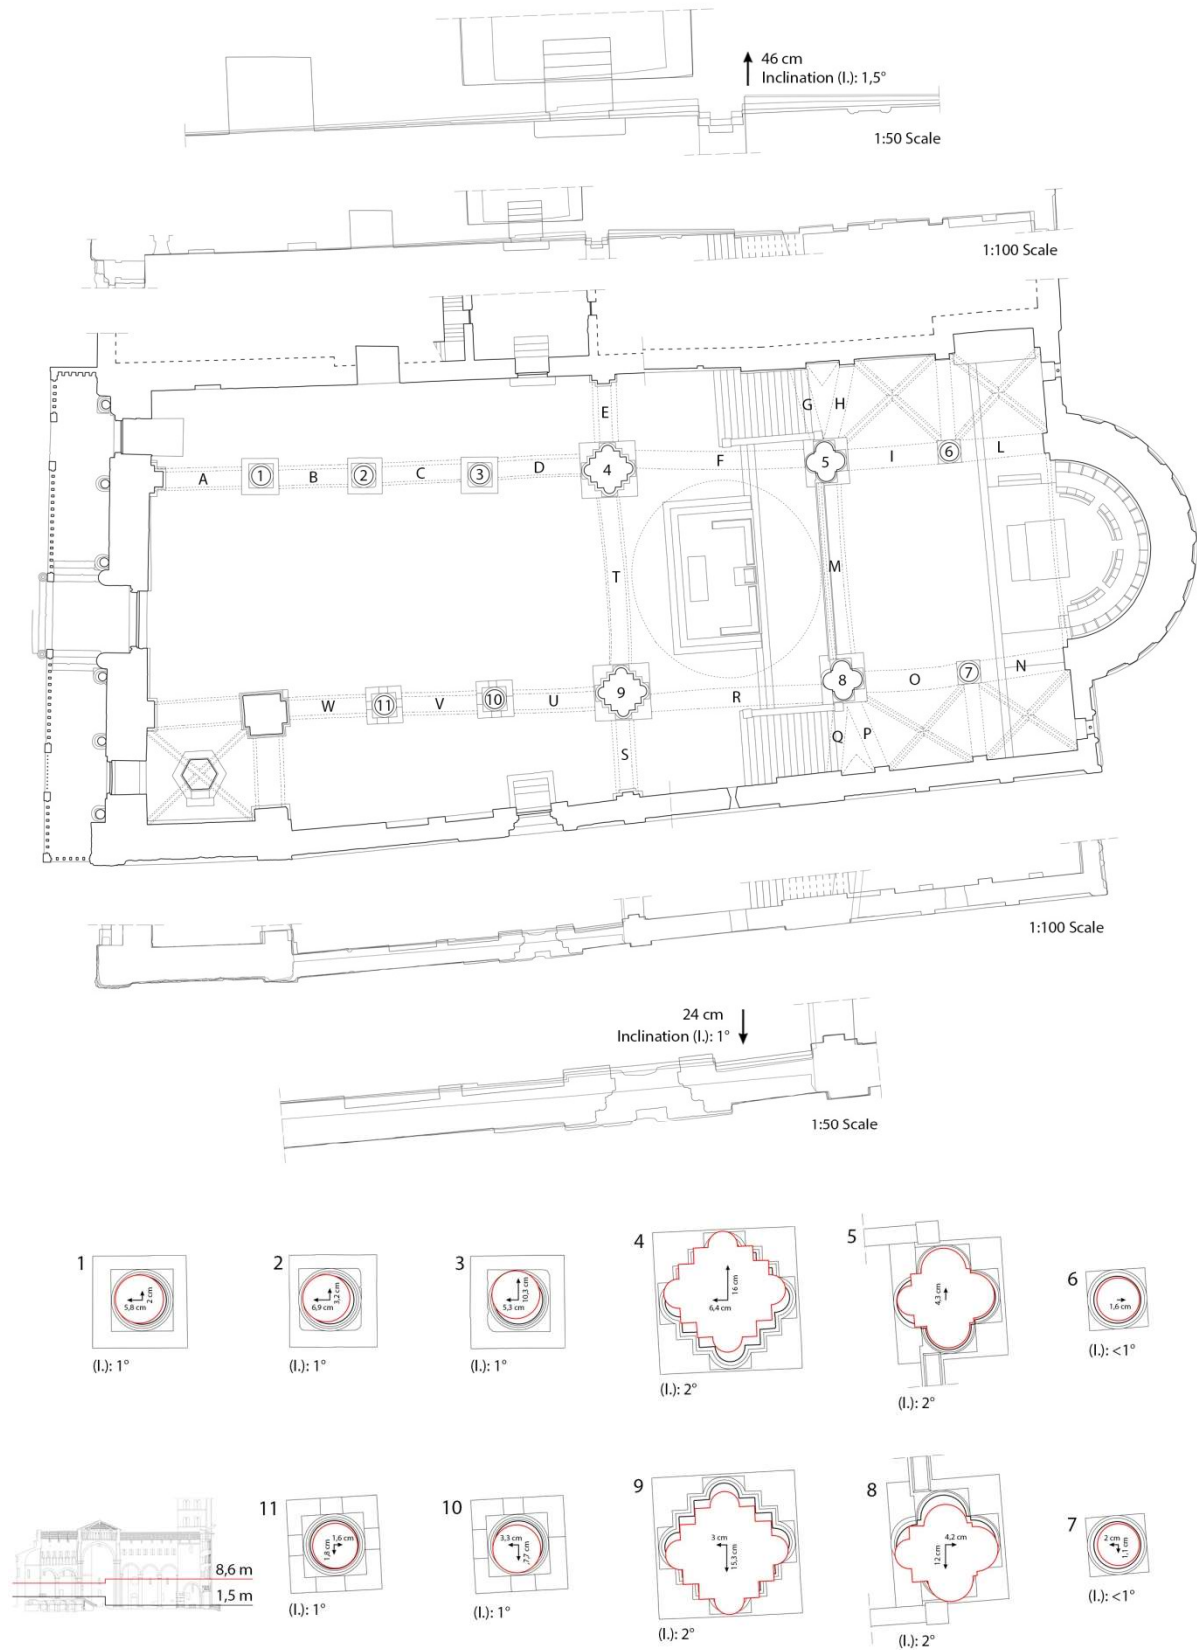 46 cm
Inclination (I.): 1,5°
1:50 Scale
1:100 Scale
E
G H
A 1 B 2 C 3 D 4 F 5 I 6 L
T M
W 11 V 10 U 9 R 8 O 7 N
S Q P
1:100 Scale
24 cm
Inclination (I.): 1°
1:50 Scale
1
5,8 cm
2 cm
(I.): 1°
2
6,9 cm
3,2 cm
(I.): 1°
3
5,3 cm
10,3 cm
(I.): 1°
4
6,4 cm
16 cm
(I.): 2°
5
4,3 cm
(I.): 2°
6
1,6 cm
(I.): <1°
8,6 m
1,5 m
11
1,6 cm
1,8 cm
(I.): 1°
10
3,3 cm
7,7 cm
(I.): 1°
9
3 cm
15,3 cm
(I.): 2°
8
4,2 cm
12 cm
(I.): 2°
7
2 cm
1,1 cm
(I.): <1°